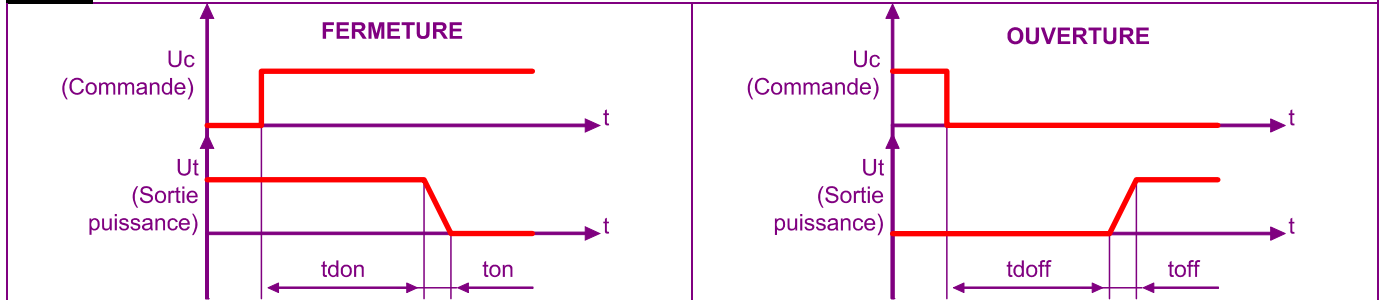 FERMETURE
Uc
(Commande)
t
Ut
(Sortie
puissance)
t
tdon
ton
OUVERTURE
Uc
(Commande)
t
Ut
(Sortie
puissance)
t
tdoff
toff